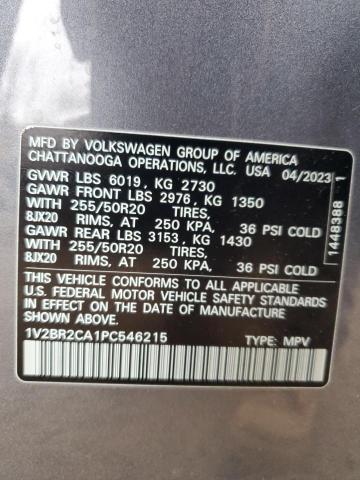 MFD BY VOLKSWAGEN GROUP OF AMERICA
CHATTANOOGA OPERATIONS, LLC. USA 04/2023
GVWR LBS 6019, KG 2730
GAWR FRONT LBS 2976, KG 1350
WITH 255/50R20 TIRES,
8JX20 RIMS, AT 250 KPA, 36 PSI COLD
GAWR REAR LBS 3153, KG 1430
WITH 255/50R20 TIRES,
8JX20 RIMS, AT 250 KPA, 36 PSI COLD
THIS VEHICLE CONFORMS TO ALL APPLICABLE
U.S. FEDERAL MOTOR VEHICLE SAFETY STANDARDS
IN EFFECT ON THE DATE OF MANUFACTURE
SHOWN ABOVE.
1V2BR2CA1PC546215 TYPE: MPV
1448388 1